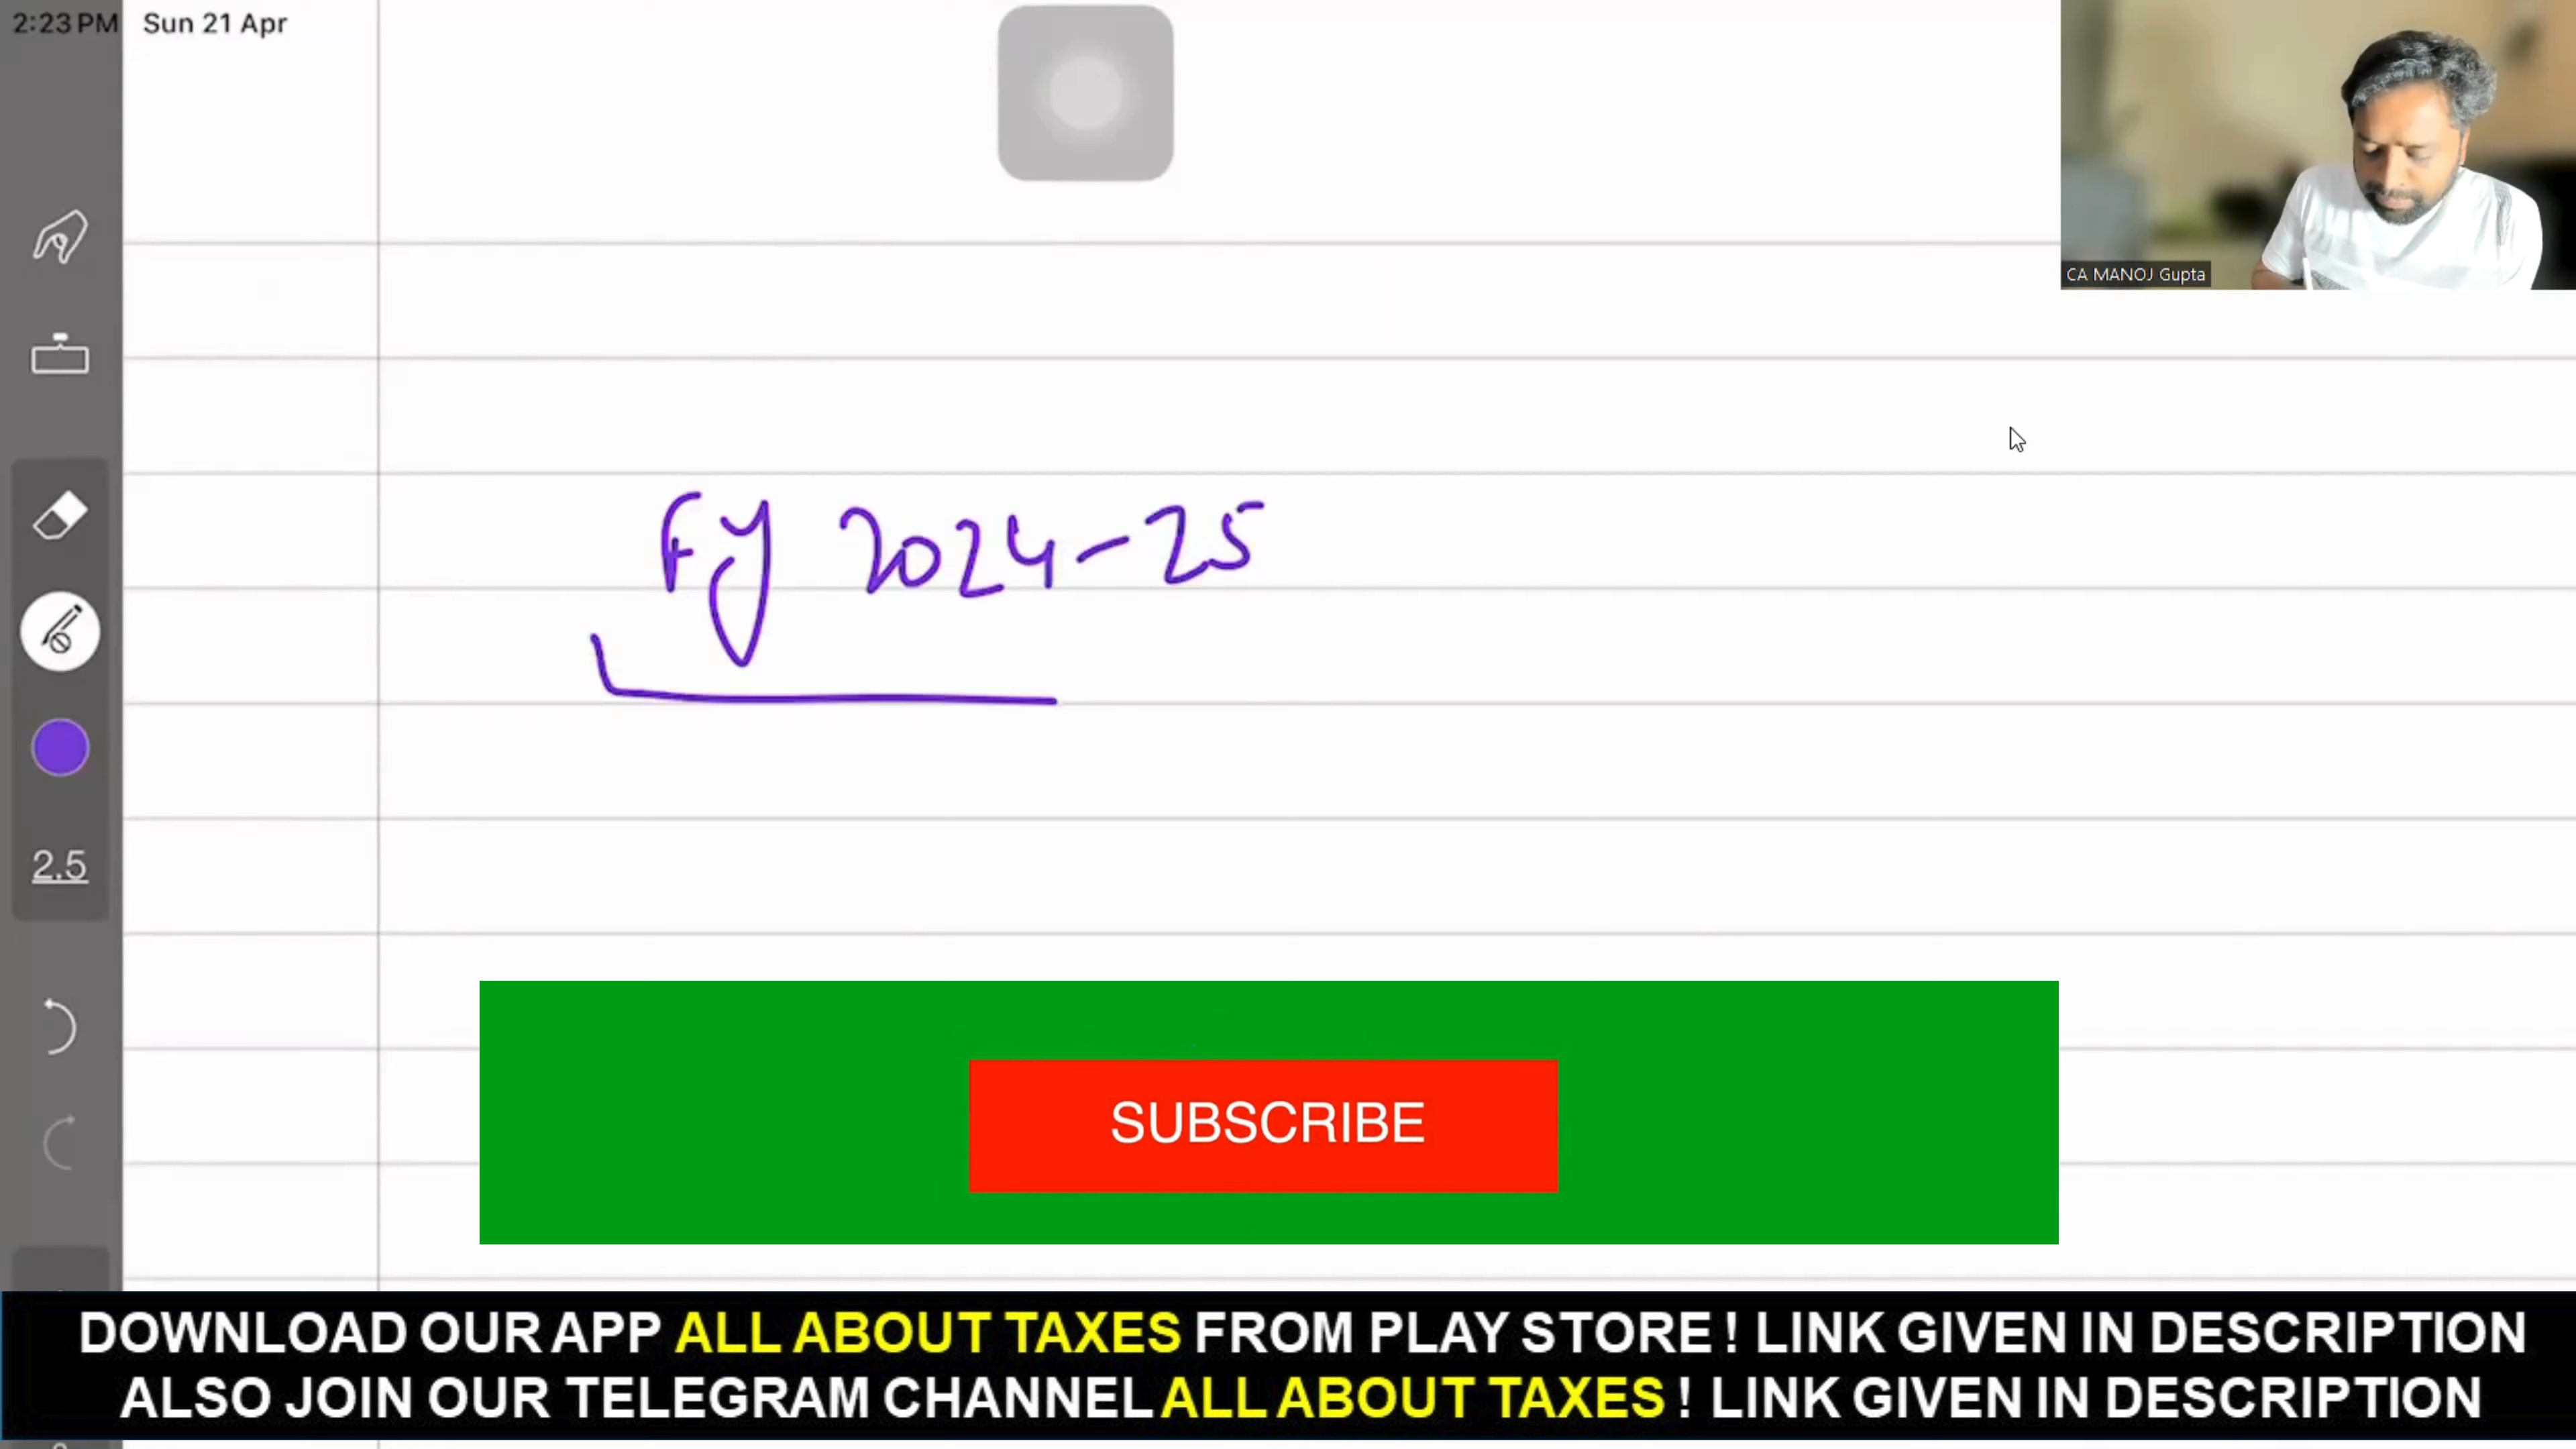 2:23 PM Sun 21 Apr
CA MANOJ Gupta
Fy 2024-25
2.5
SUBSCRIBE
DOWNLOAD OUR APP ALL ABOUT TAXES FROM PLAY STORE ! LINK GIVEN IN DESCRIPTION
ALSO JOIN OUR TELEGRAM CHANNEL ALL ABOUT TAXES ! LINK GIVEN IN DESCRIPTION